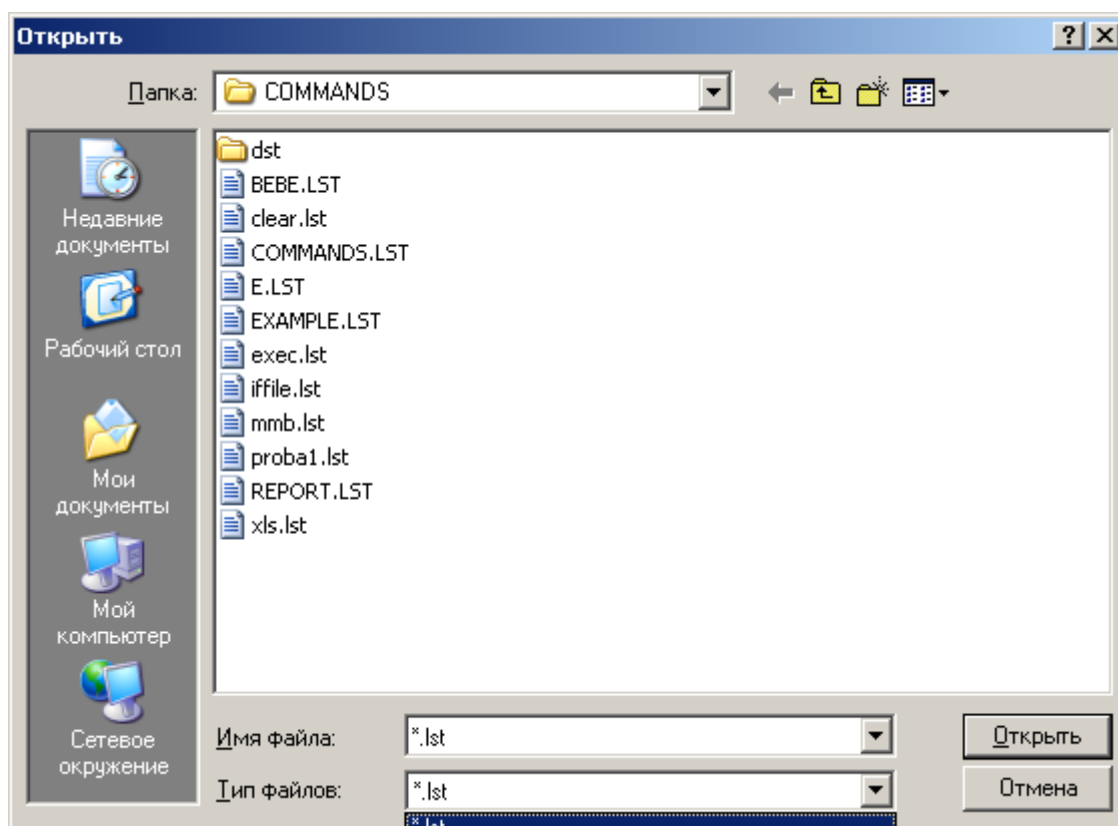 Открыть
Папка:
COMMANDS
dst
BEBE.LST
clear.lst
COMMANDS.LST
E.LST
EXAMPLE.LST
exec.lst
iffile.lst
mmb.lst
proba1.lst
REPORT.LST
xls.lst
Недавние
документы
Рабочий стол
Мои
документы
Мой
компьютер
Сетевое
окружение
Имя файла:
*.lst
Открыть
Тип файлов:
*.lst
Отмена
*.lst